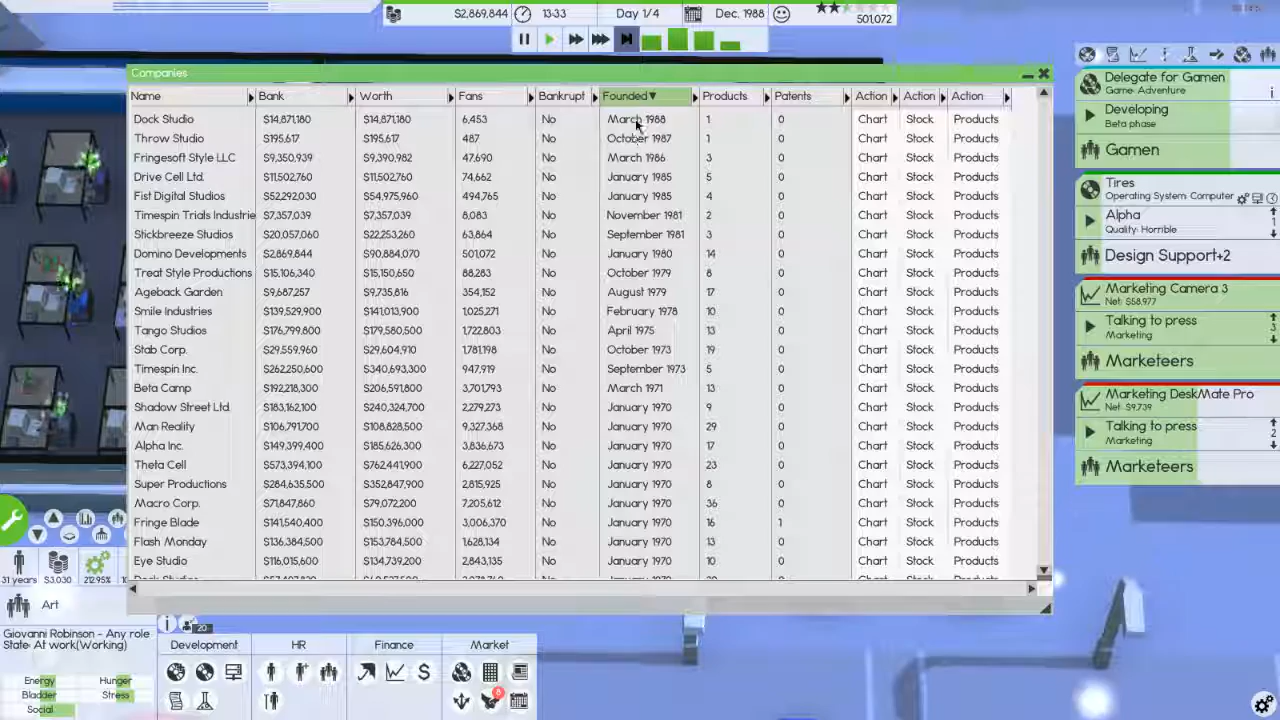 $2,869,844 13-33 Day 1/4 Dec. 1988 501,072
Companies
Name Bank Worth Fans Bankrupt Founded▼ Products Patents Action Action Action
Dock Studio $14,871,180 $14,871,180 6,453 No March 1988 1 0 Chart Stock Products
Throw Studio $195,617 $195,617 487 No October 1987 1 0 Chart Stock Products
Fringesoft Style LLC $9,350,939 $9,390,982 47,690 No March 1986 3 0 Chart Stock Products
Drive Cell Ltd. $11,502,760 $11,502,760 74,662 No January 1985 5 0 Chart Stock Products
Fist Digital Studios $52,292,030 $54,975,960 494,765 No January 1985 4 0 Chart Stock Products
Timespin Trials Industrie $7,357,039 $7,357,039 8,083 No November 1981 2 0 Chart Stock Products
Stickbreeze Studios $20,057,060 $22,253,260 63,864 No September 1981 3 0 Chart Stock Products
Domino Developments $2,869,844 $90,884,070 501,072 No January 1980 14 0 Chart Stock Products
Treat Style Productions $15,106,340 $15,150,650 88,283 No October 1979 8 0 Chart Stock Products
Ageback Garden $9,687,257 $9,735,816 354,152 No August 1979 17 0 Chart Stock Products
Smile Industries $139,529,900 $141,013,900 1,025,271 No February 1978 10 0 Chart Stock Products
Tango Studios $176,799,800 $179,580,500 1,722,803 No April 1975 13 0 Chart Stock Products
Stab Corp. $29,559,960 $29,604,910 1,781,198 No October 1973 19 0 Chart Stock Products
Timespin Inc. $262,250,600 $340,693,300 947,919 No September 1973 5 0 Chart Stock Products
Beta Camp $192,218,300 $206,591,800 3,701,793 No March 1971 13 0 Chart Stock Products
Shadow Street Ltd. $183,162,100 $240,324,700 2,279,273 No January 1970 9 0 Chart Stock Products
Man Reality $106,791,700 $108,828,500 9,327,368 No January 1970 29 0 Chart Stock Products
Alpha Inc. $149,399,400 $185,626,300 3,836,673 No January 1970 17 0 Chart Stock Products
Theta Cell $573,394,100 $762,441,900 6,227,052 No January 1970 23 0 Chart Stock Products
Super Productions $284,635,500 $352,847,900 2,815,925 No January 1970 8 0 Chart Stock Products
Macro Corp. $71,847,860 $79,072,200 7,205,612 No January 1970 36 0 Chart Stock Products
Fringe Blade $141,540,400 $150,396,000 3,006,370 No January 1970 16 1 Chart Stock Products
Flash Monday $136,384,500 $153,784,500 1,628,134 No January 1970 13 0 Chart Stock Products
Eye Studio $116,015,600 $134,739,200 2,843,135 No January 1970 10 0 Chart Stock Products
Delegate for Gamen
Game: Adventure
Developing
Beta phase
Gamen
Tires
Operating System Computer
Alpha 1
Quality: Horrible
Design Support+2
Marketing Camera 3
Net: $58,977
Talking to press 3
Marketing
Marketeers
Marketing DeskMate Pro
Net: $9,739
Talking to press 2
Marketing
Marketeers
31 years $3,030 212.95%
Art
Giovanni Robinson - Any role
State: At work(Working)
Energy Hunger
Bladder Stress
Social
20
Development HR Finance Market
6